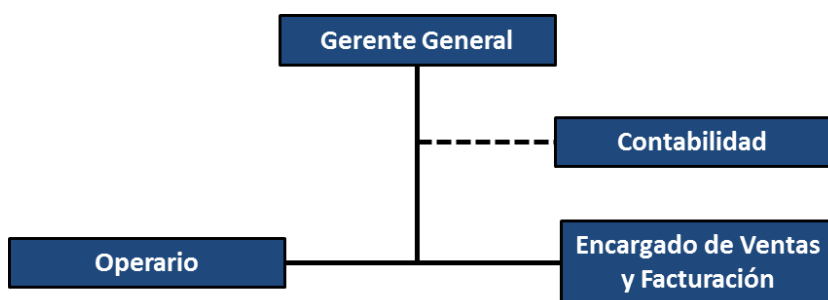 Gerente General
Contabilidad
Operario
Encargado de Ventas
y Facturación